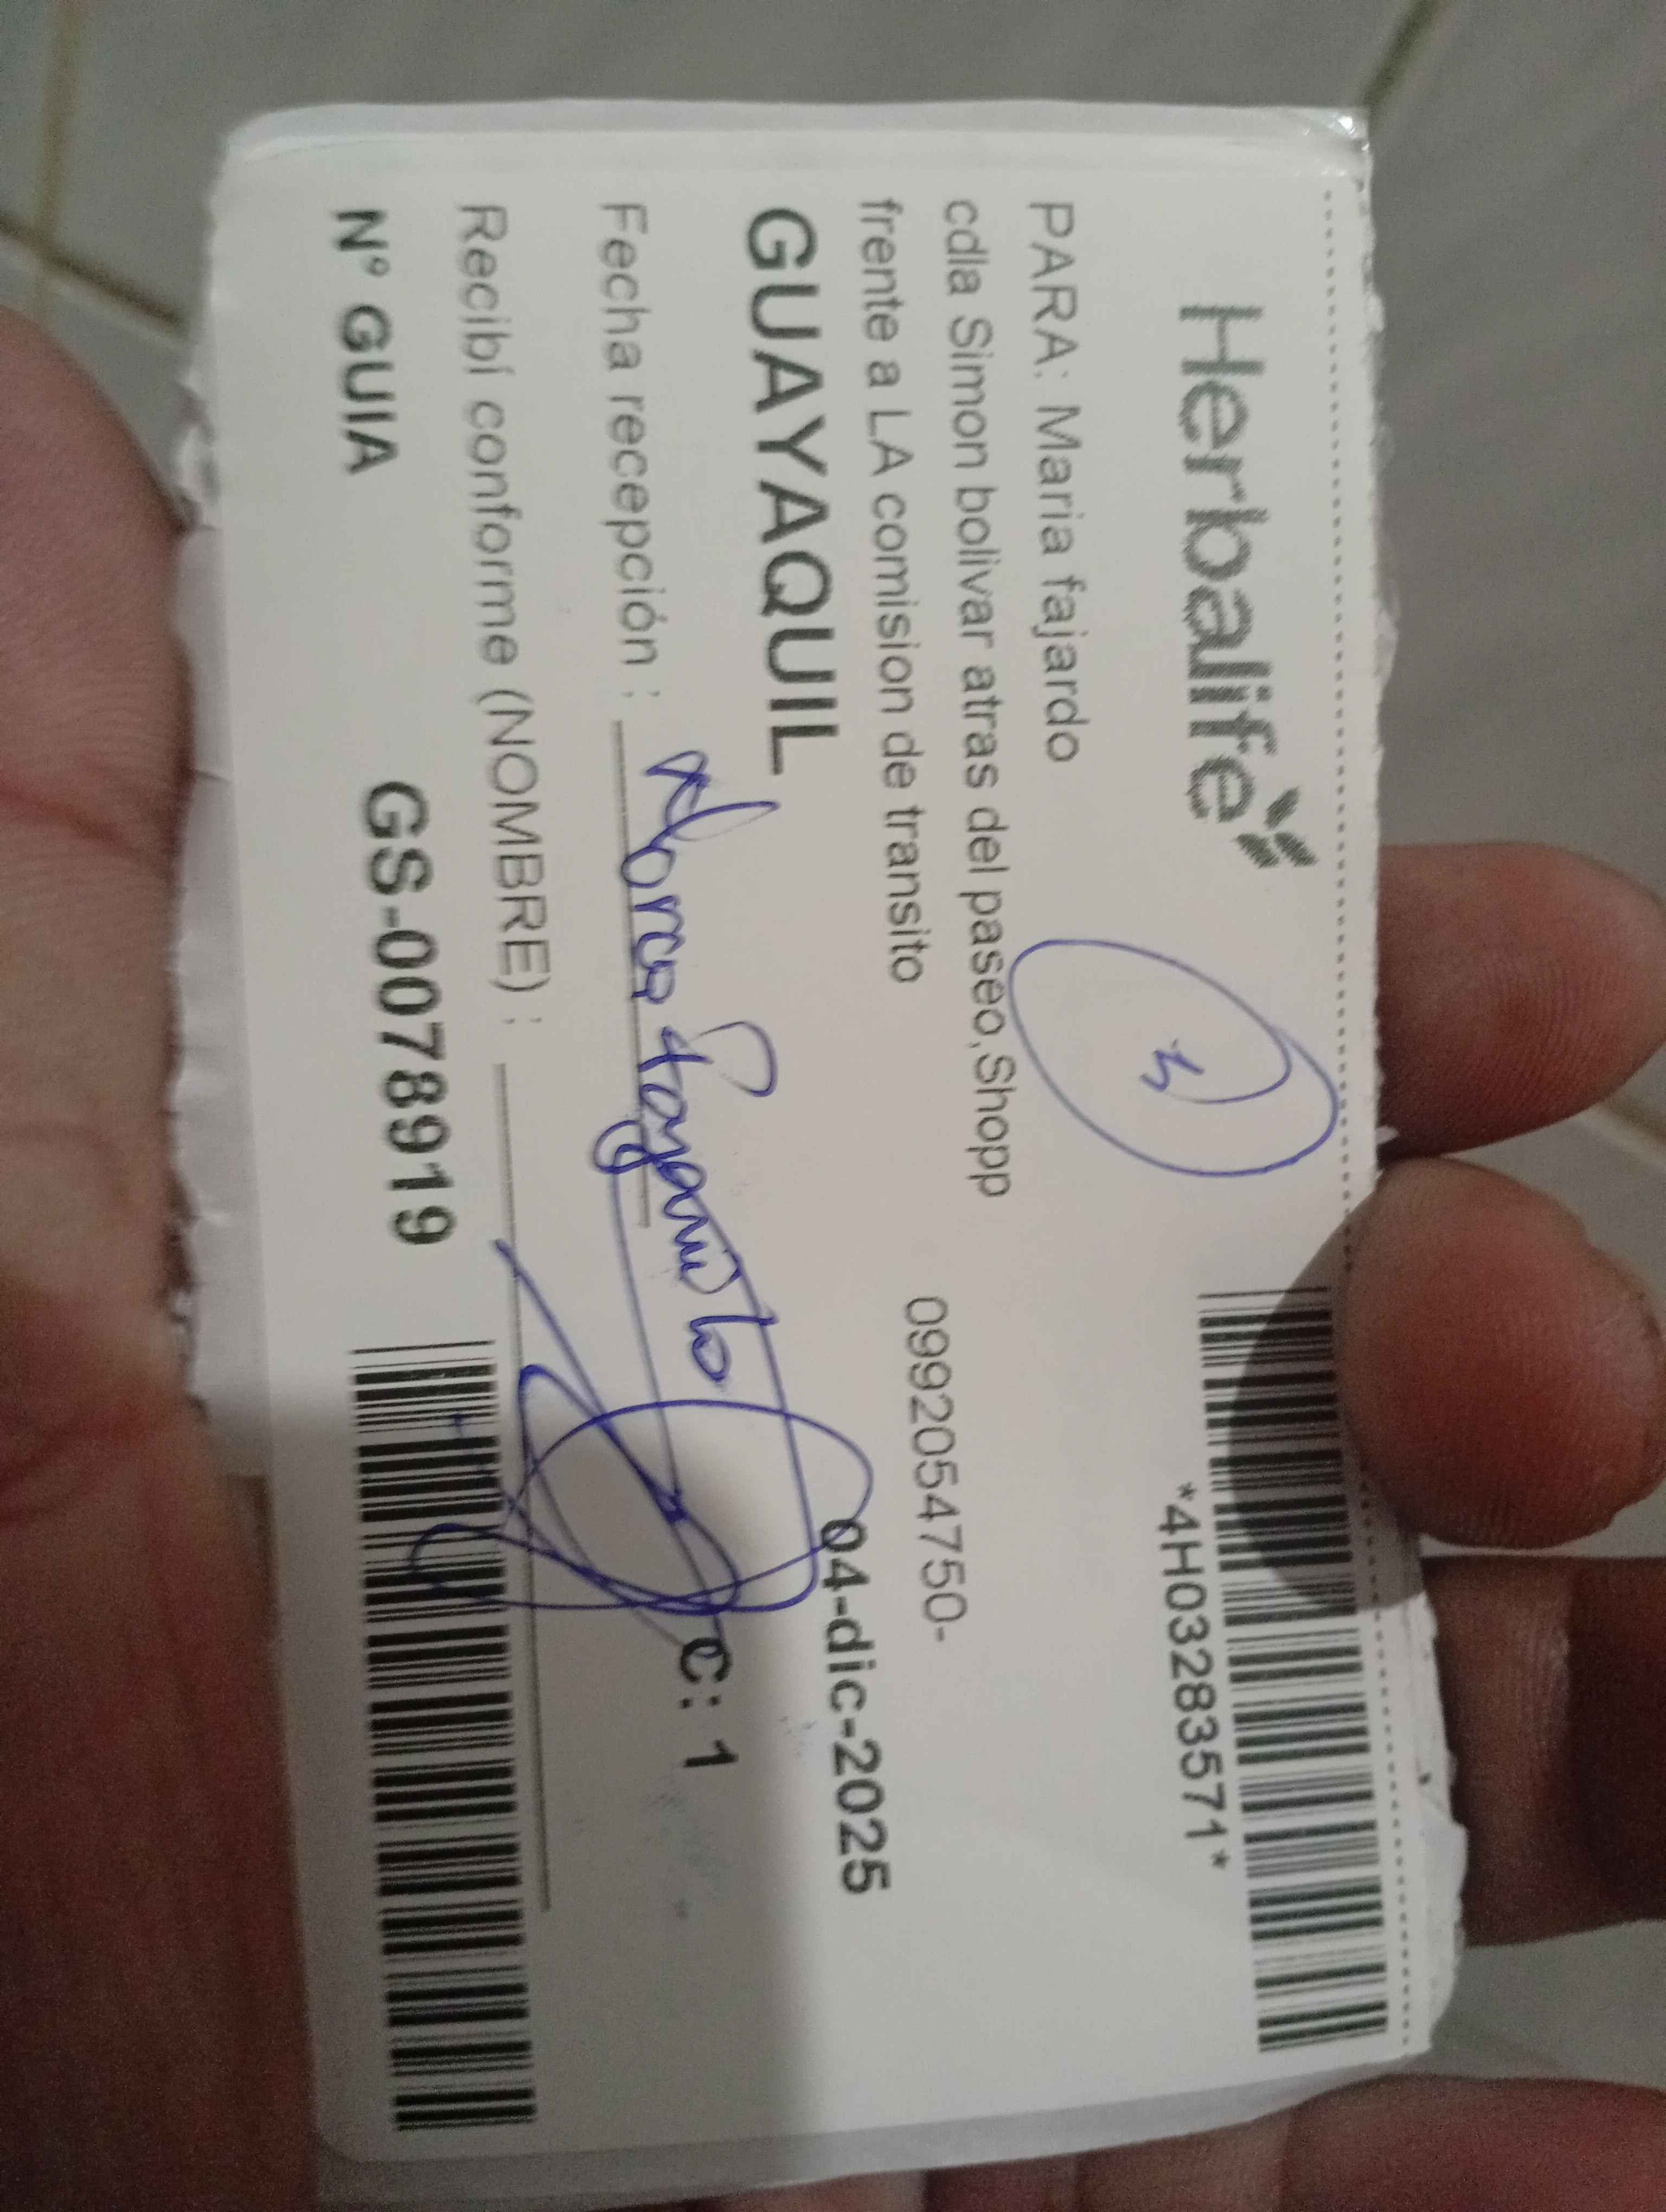 Herbalife
*4H03283571*
PARA: Maria fajardo
cdla Simon bolivar atras del paseo,Shopp
frente a LA comision de transito
0992054750-
GUAYAQUIL
04-dic-2025
Fecha recepción :
C: 1
Recibí conforme (NOMBRE) :
Nº GUIA
GS-0078919